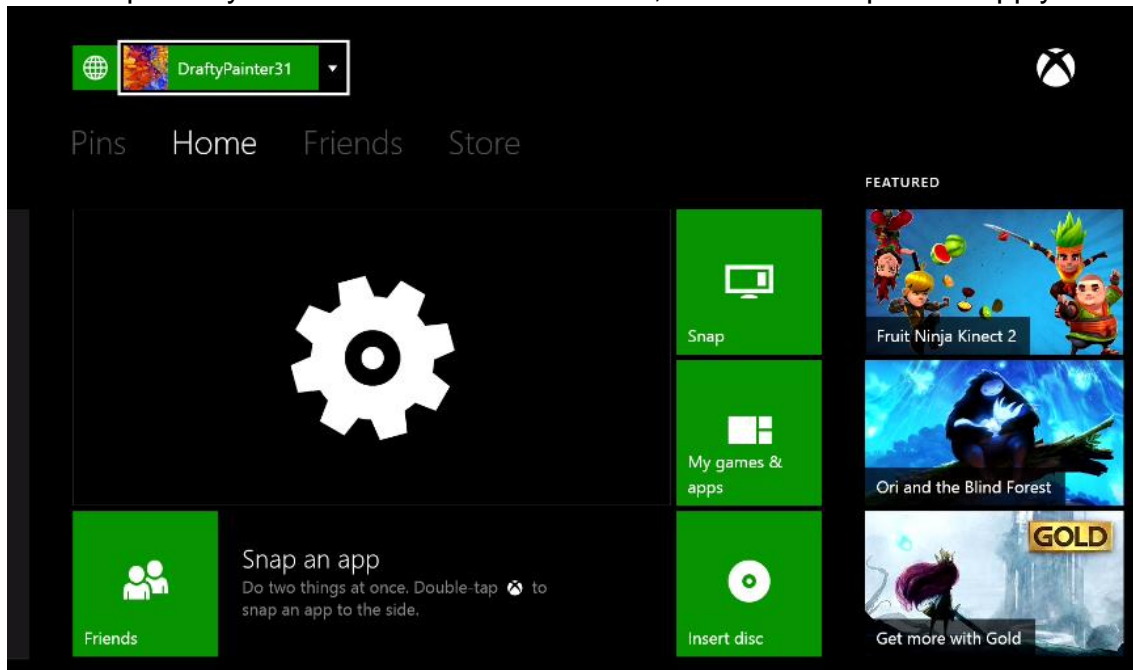 DraftyPainter31
Pins Home Friends Store
FEATURED
Snap
Fruit Ninja Kinect 2
My games &
apps
Ori and the Blind Forest
Friends
Snap an app
Do two things at once. Double-tap to
snap an app to the side.
Insert disc
GOLD
Get more with Gold